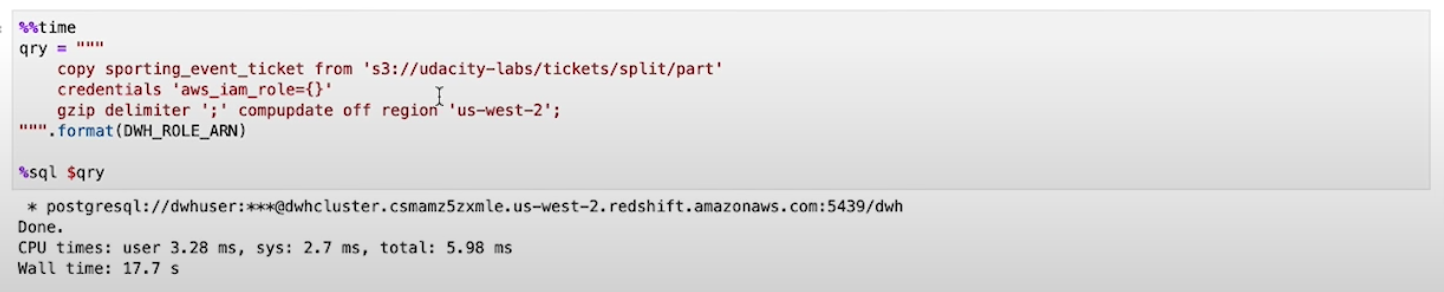 %%time
qry = """
    copy sporting_event_ticket from 's3://udacity-labs/tickets/split/part'
    credentials 'aws_iam_role={}'
    gzip delimiter ';' compupdate off region 'us-west-2';
""".format(DWH_ROLE_ARN)

%sql $qry
 * postgresql://dwhuser:***@dwhcluster.csmamz5zxmle.us-west-2.redshift.amazonaws.com:5439/dwh
Done.
CPU times: user 3.28 ms, sys: 2.7 ms, total: 5.98 ms
Wall time: 17.7 s